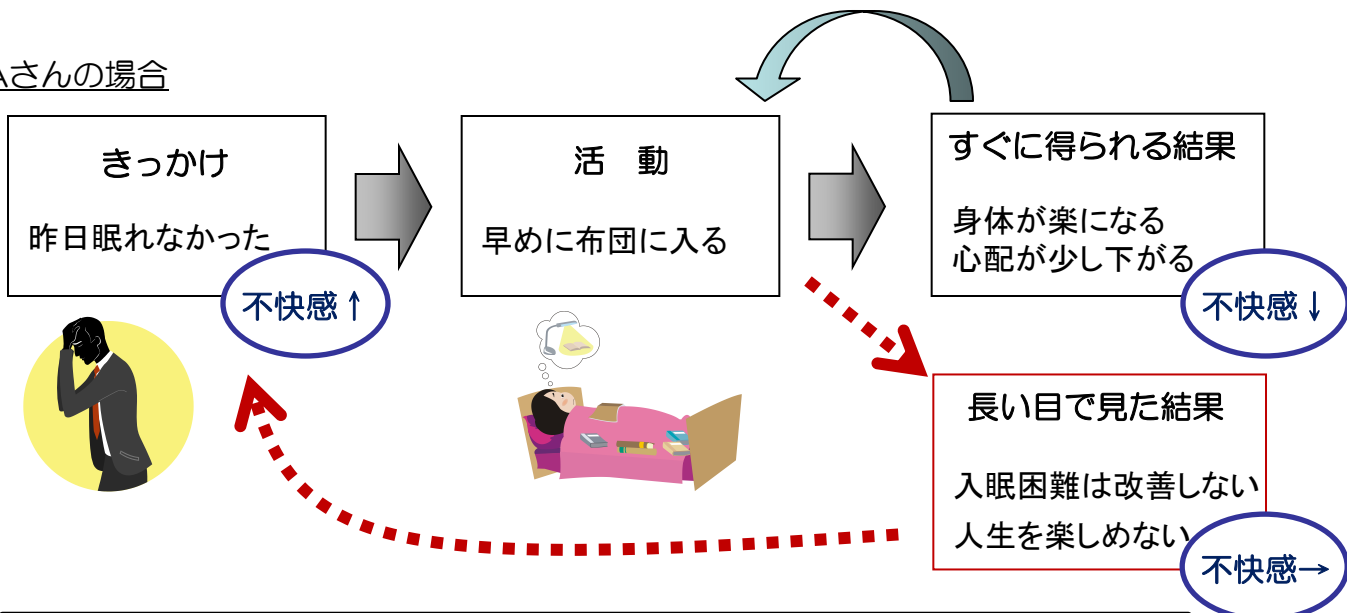 Aさんの場合
きっかけ
昨日眠れなかった
不快感↑
活　動
早めに布団に入る
すぐに得られる結果
身体が楽になる
心配が少し下がる
不快感↓
長い目で見た結果
入眠困難は改善しない
人生を楽しめない
不快感→